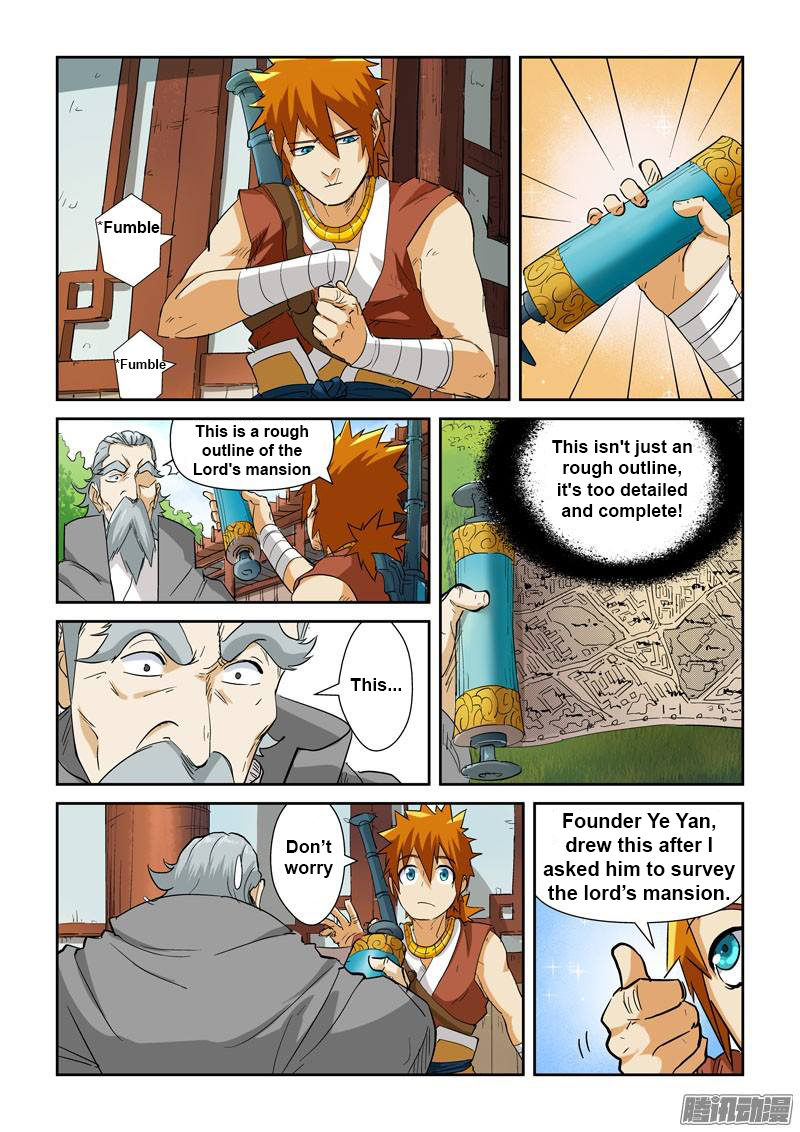 *Fumble
*Fumble
This is a rough
outline of the
Lord's mansion
This isn't just an
rough outline,
it's too detailed
and complete!
This...
Don't
worry
Founder Ye Yan,
drew this after I
asked him to survey
the lord's mansion.
腾讯动漫